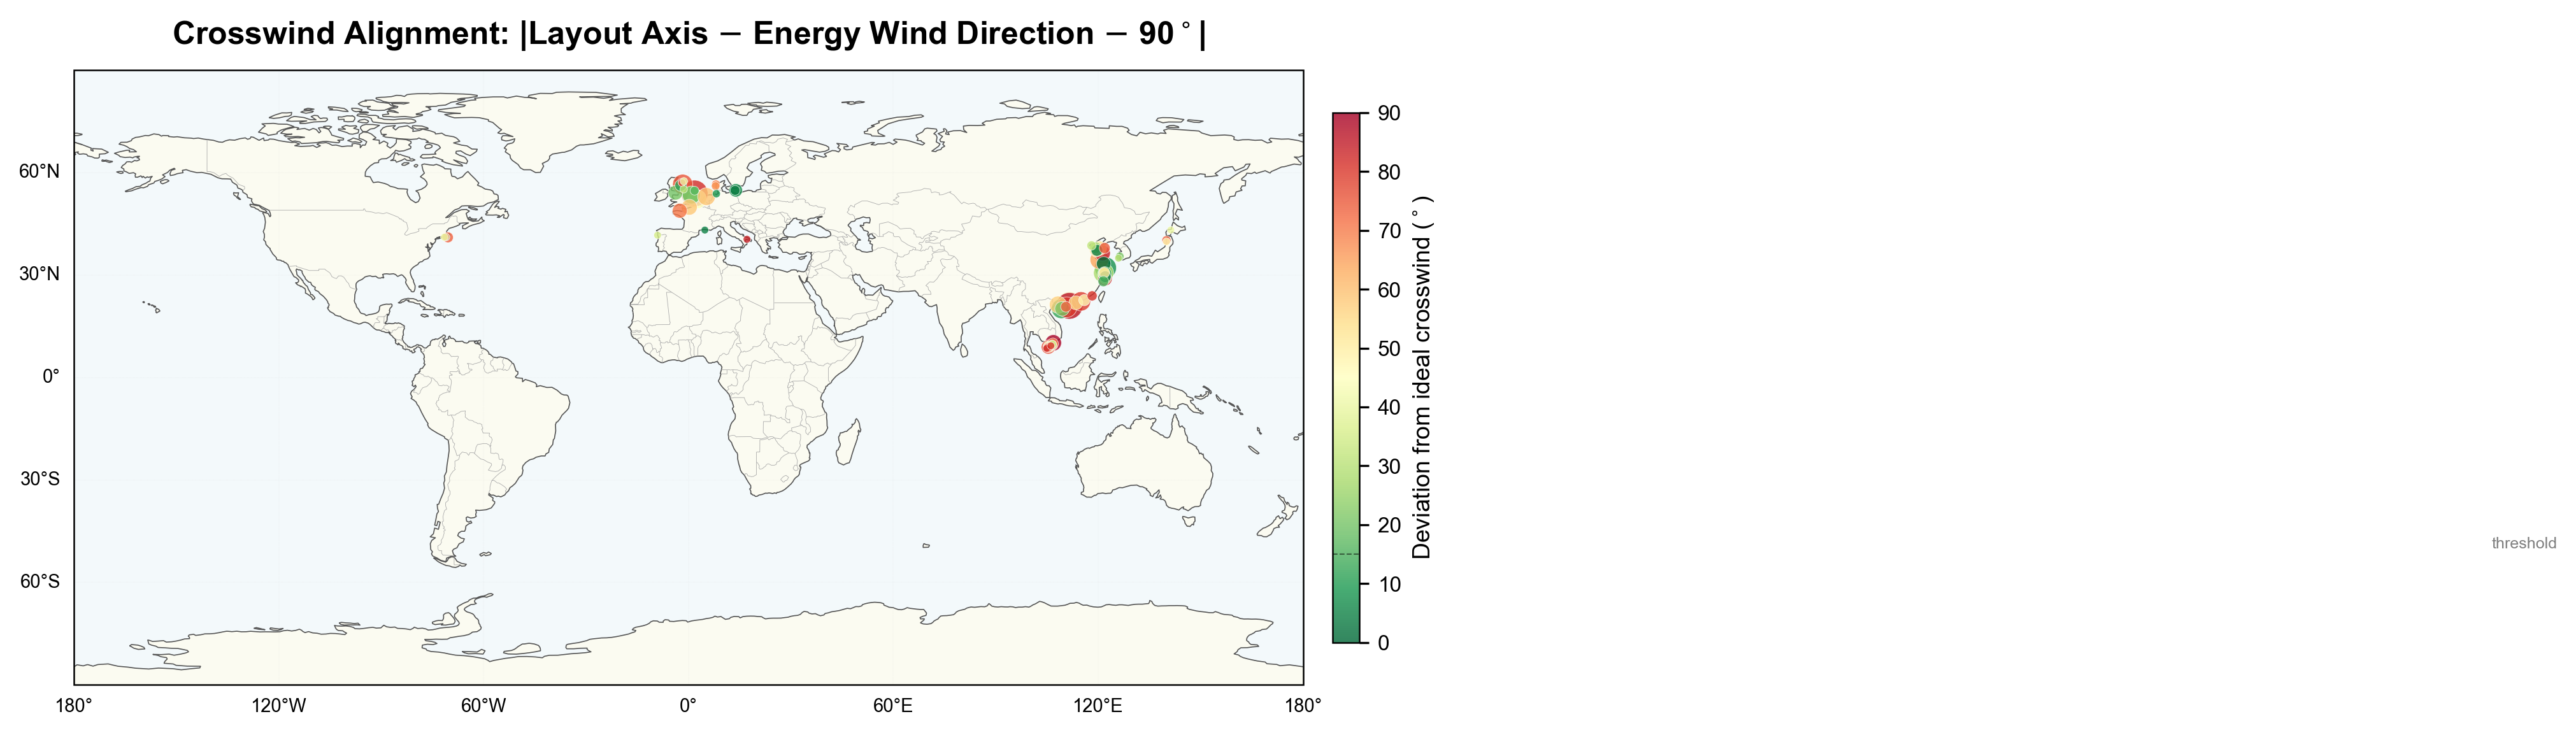 Crosswind Alignment: |Layout Axis − Energy Wind Direction − 90°|
60°N
30°N
0°
30°S
60°S
180°
120°W
60°W
0°
60°E
120°E
180°
90
80
70
60
50
40
30
20
10
0
Deviation from ideal crosswind (°)
threshold